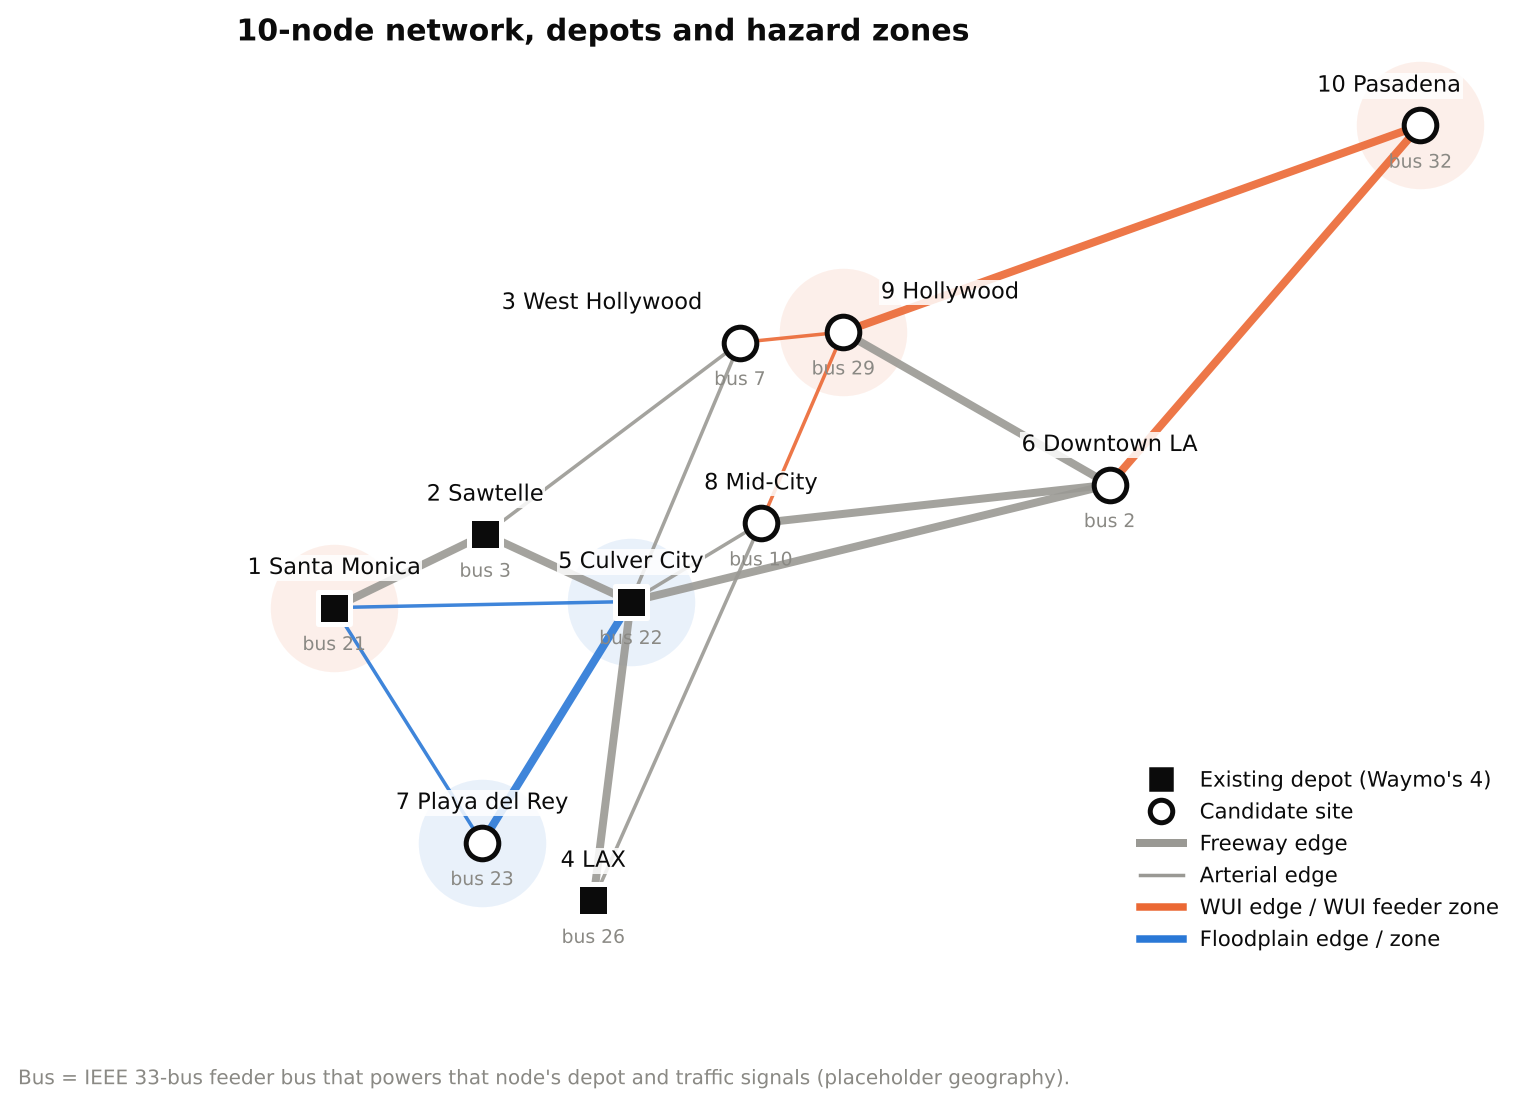 10-node network, depots and hazard zones
10 Pasadena
bus 32
9 Hollywood
3 West Hollywood
bus 29
bus 7
6 Downtown LA
8 Mid-City
2 Sawtelle
bus 2
5 Culver City
bus 10
1 Santa Monica
bus 3
bus 22
bus 21
7 Playa del Rey
4 LAX
bus 23
bus 26
Existing depot (Waymo's 4)
Candidate site
Freeway edge
Arterial edge
WUI edge / WUI feeder zone
Floodplain edge / zone
Bus = IEEE 33-bus feeder bus that powers that node's depot and traffic signals (placeholder geography).